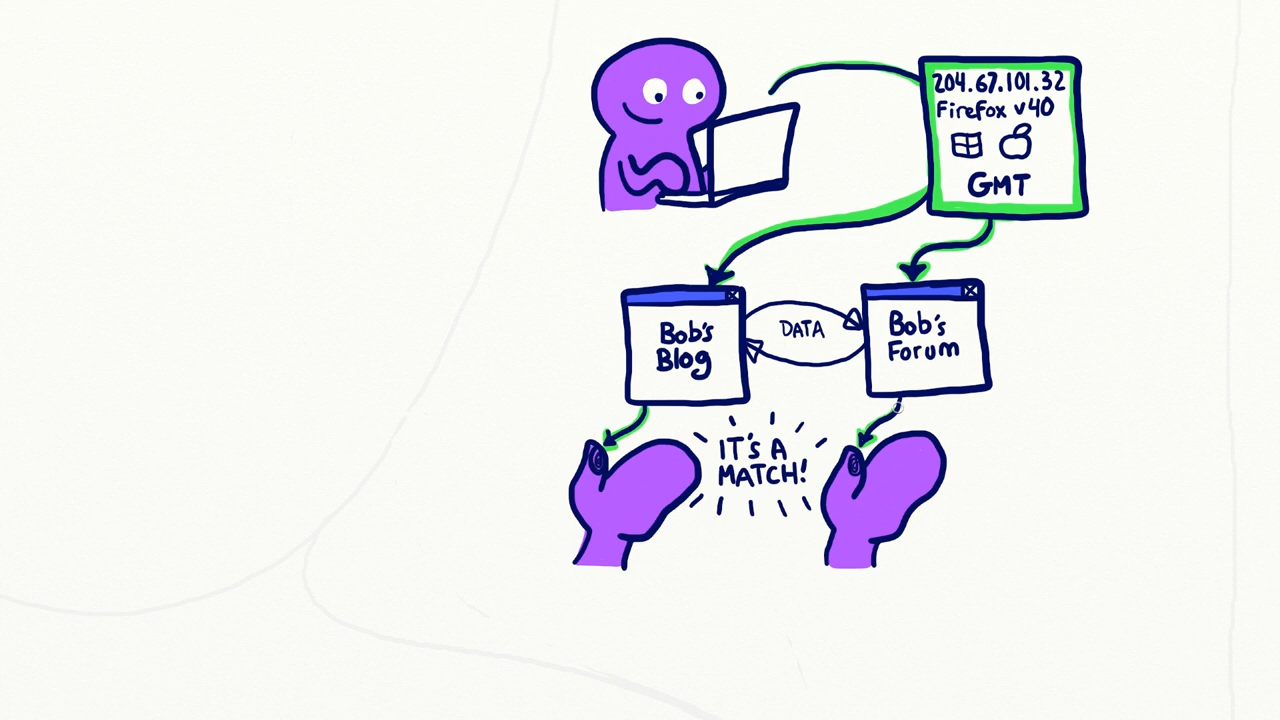 204.67.101.32
FireFox v40
GMT
Bob's
Blog
DATA
Bob's
Forum
IT'S A
MATCH!